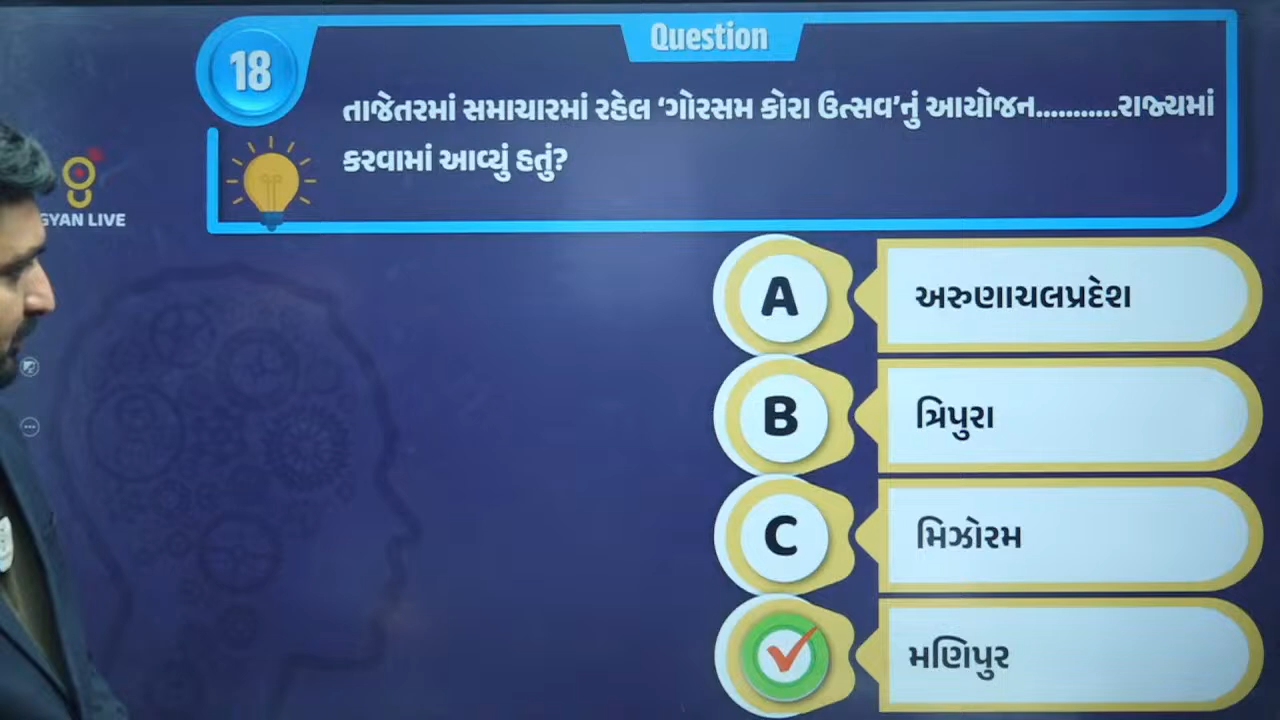 Question
18
તાજેતરમાં સમાચારમાં રહેલ ‘ગોરસમ કોરા ઉત્સવ’નું આયોજન...........રાજ્યમાં
કરવામાં આવ્યું હતું?
GYAN LIVE
A અરુણાચલપ્રદેશ
B ત્રિપુરા
C મિઝોરમ
મણિપુર